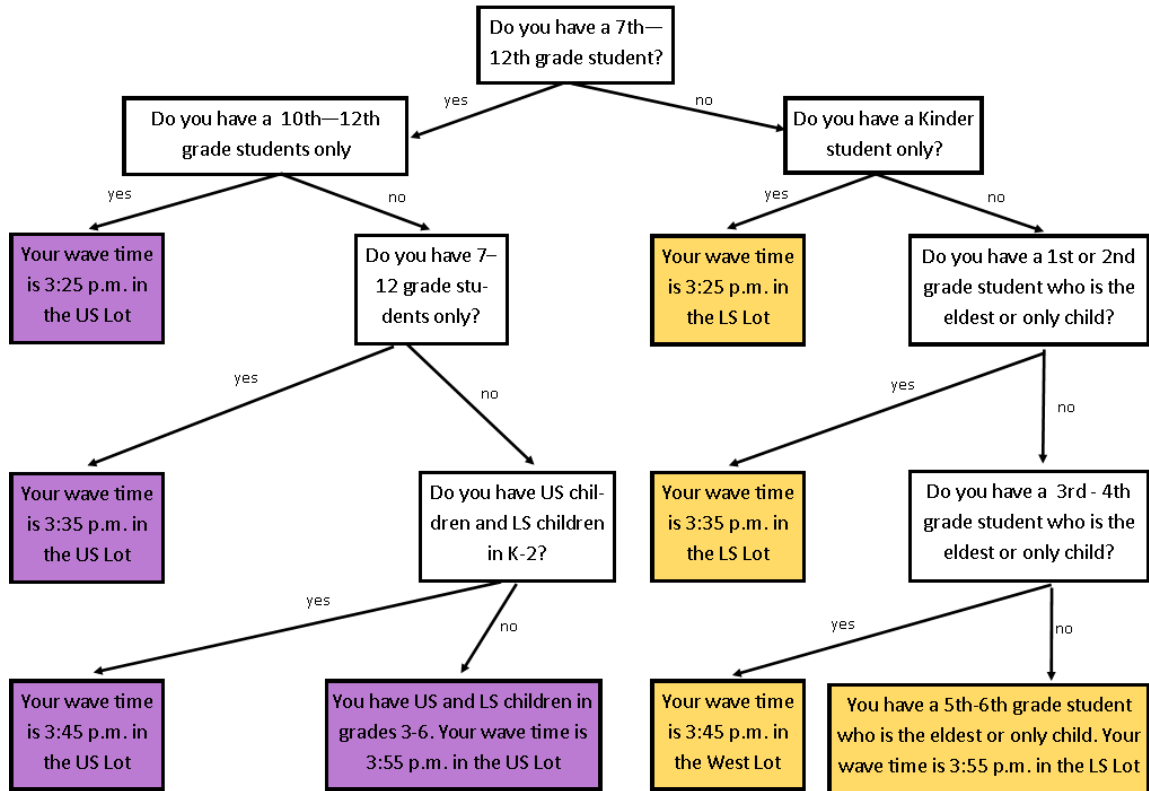 Do you have a 7th—
12th grade student?
yes
no
Do you have a  10th—12th
grade students only
Do you have a Kinder
student only?
yes
no
yes
no
Your wave time
is 3:25 p.m. in
the US Lot
Do you have 7–
12 grade stu-
dents only?
Your wave time
is 3:25 p.m. in
the LS Lot
Do you have a 1st or 2nd
grade student who is the
eldest or only child?
yes
no
yes
no
Your wave time
is 3:35 p.m. in
the US Lot
Do you have US chil-
dren and LS children
in K-2?
Your wave time
is 3:35 p.m. in
the LS Lot
Do you have a  3rd - 4th
grade student who is the
eldest or only child?
yes
no
yes
no
Your wave time
is 3:45 p.m. in
the US Lot
You have US and LS children in
grades 3-6. Your wave time is
3:55 p.m. in the US Lot
Your wave time
is 3:45 p.m. in
the West Lot
You have a 5th-6th grade student
who is the eldest or only child. Your
wave time is 3:55 p.m. in the LS Lot